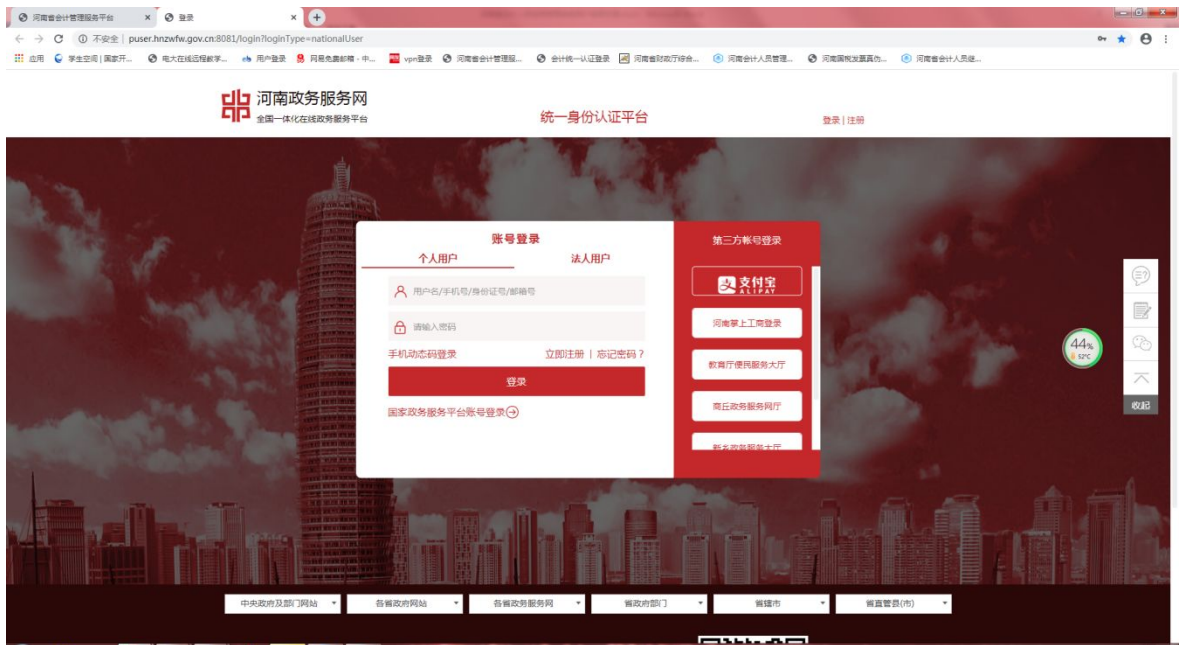 河南省会计管理服务平台
登录
不安全 | puser.hnzwfw.gov.cn:8081/login?loginType=nationalUser
应用 学生空间 | 国家开... 电大在线远程教学... 用户登录 网易免费邮箱 - 中... vpn登录 河南省会计管理服... 会计统一认证登录 河南省财政厅综合... 河南会计人员管理... 河南国税发票真伪... 河南省会计人员继...
河南政务服务网
全国一体化在线政务服务平台
统一身份认证平台
登录 | 注册
账号登录
个人用户
法人用户
用户名/手机号/身份证号/邮箱号
请输入密码
手机动态码登录
立即注册 | 忘记密码？
登录
国家政务服务平台账号登录
第三方帐号登录
支付宝
ALIPAY
河南掌上工商登录
教育厅便民服务大厅
商丘政务服务网厅
新乡政务服务大厅
44%
52°C
收起
中央政府及部门网站
各省政府网站
各省政务服务网
省政府部门
省辖市
省直管县(市)